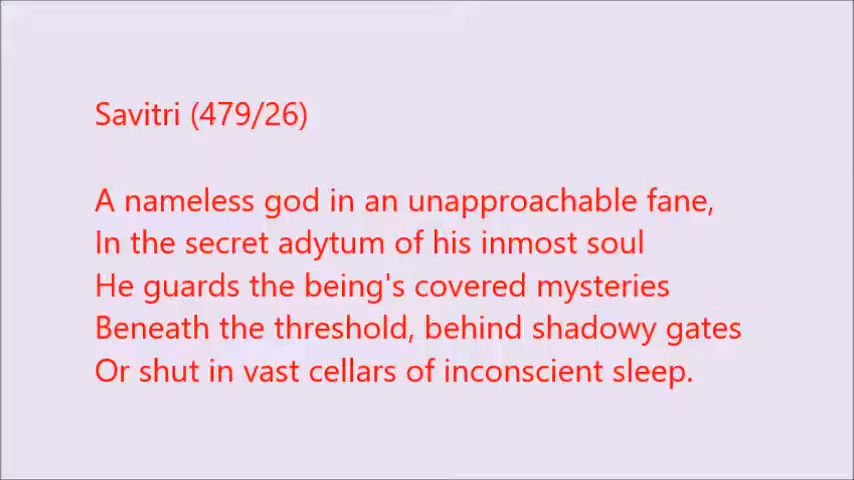 Savitri (479/26)
A nameless god in an unapproachable fane,
In the secret adytum of his inmost soul
He guards the being's covered mysteries
Beneath the threshold, behind shadowy gates
Or shut in vast cellars of inconscient sleep.